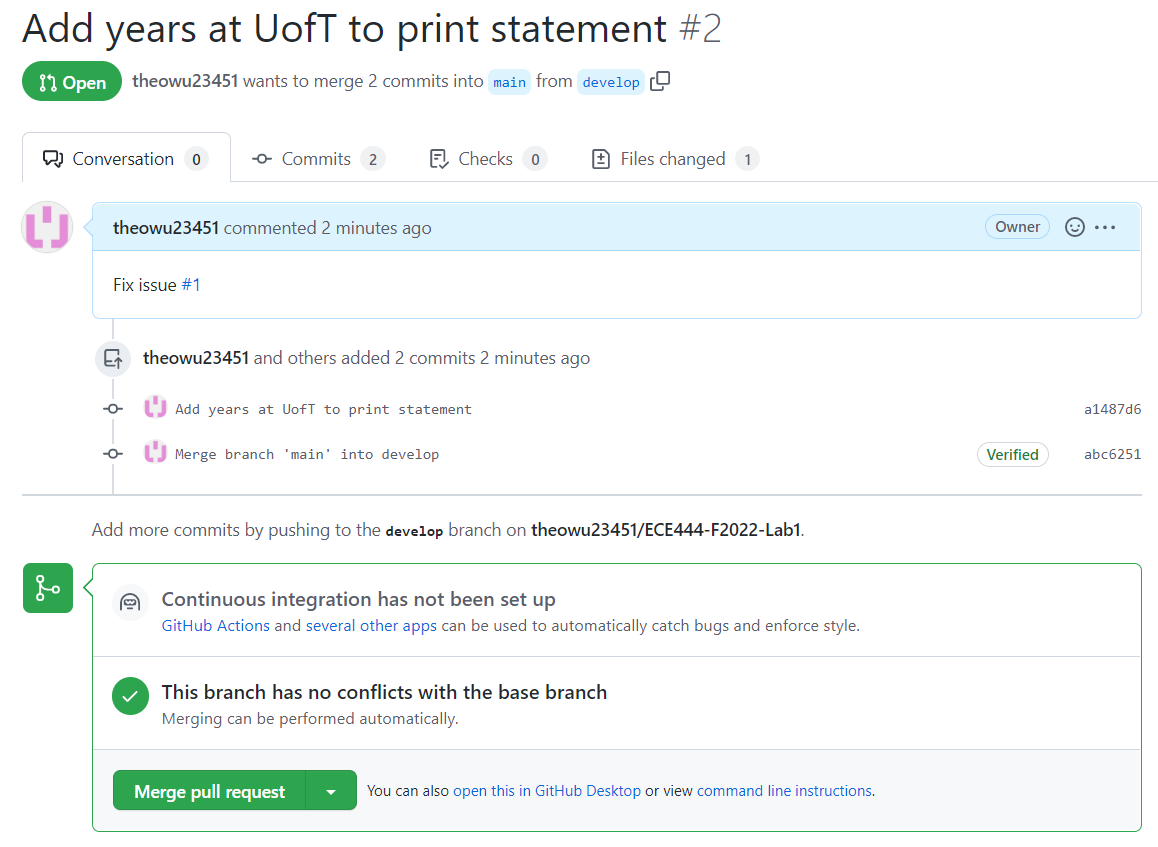 Add years at UofT to print statement #2
Open theowu23451 wants to merge 2 commits into main from develop
Conversation 0 Commits 2 Checks 0 Files changed 1
theowu23451 commented 2 minutes ago Owner
Fix issue #1
theowu23451 and others added 2 commits 2 minutes ago
Add years at UofT to print statement a1487d6
Merge branch 'main' into develop Verified abc6251
Add more commits by pushing to the develop branch on theowu23451/ECE444-F2022-Lab1.
Continuous integration has not been set up
GitHub Actions and several other apps can be used to automatically catch bugs and enforce style.
This branch has no conflicts with the base branch
Merging can be performed automatically.
Merge pull request You can also open this in GitHub Desktop or view command line instructions.